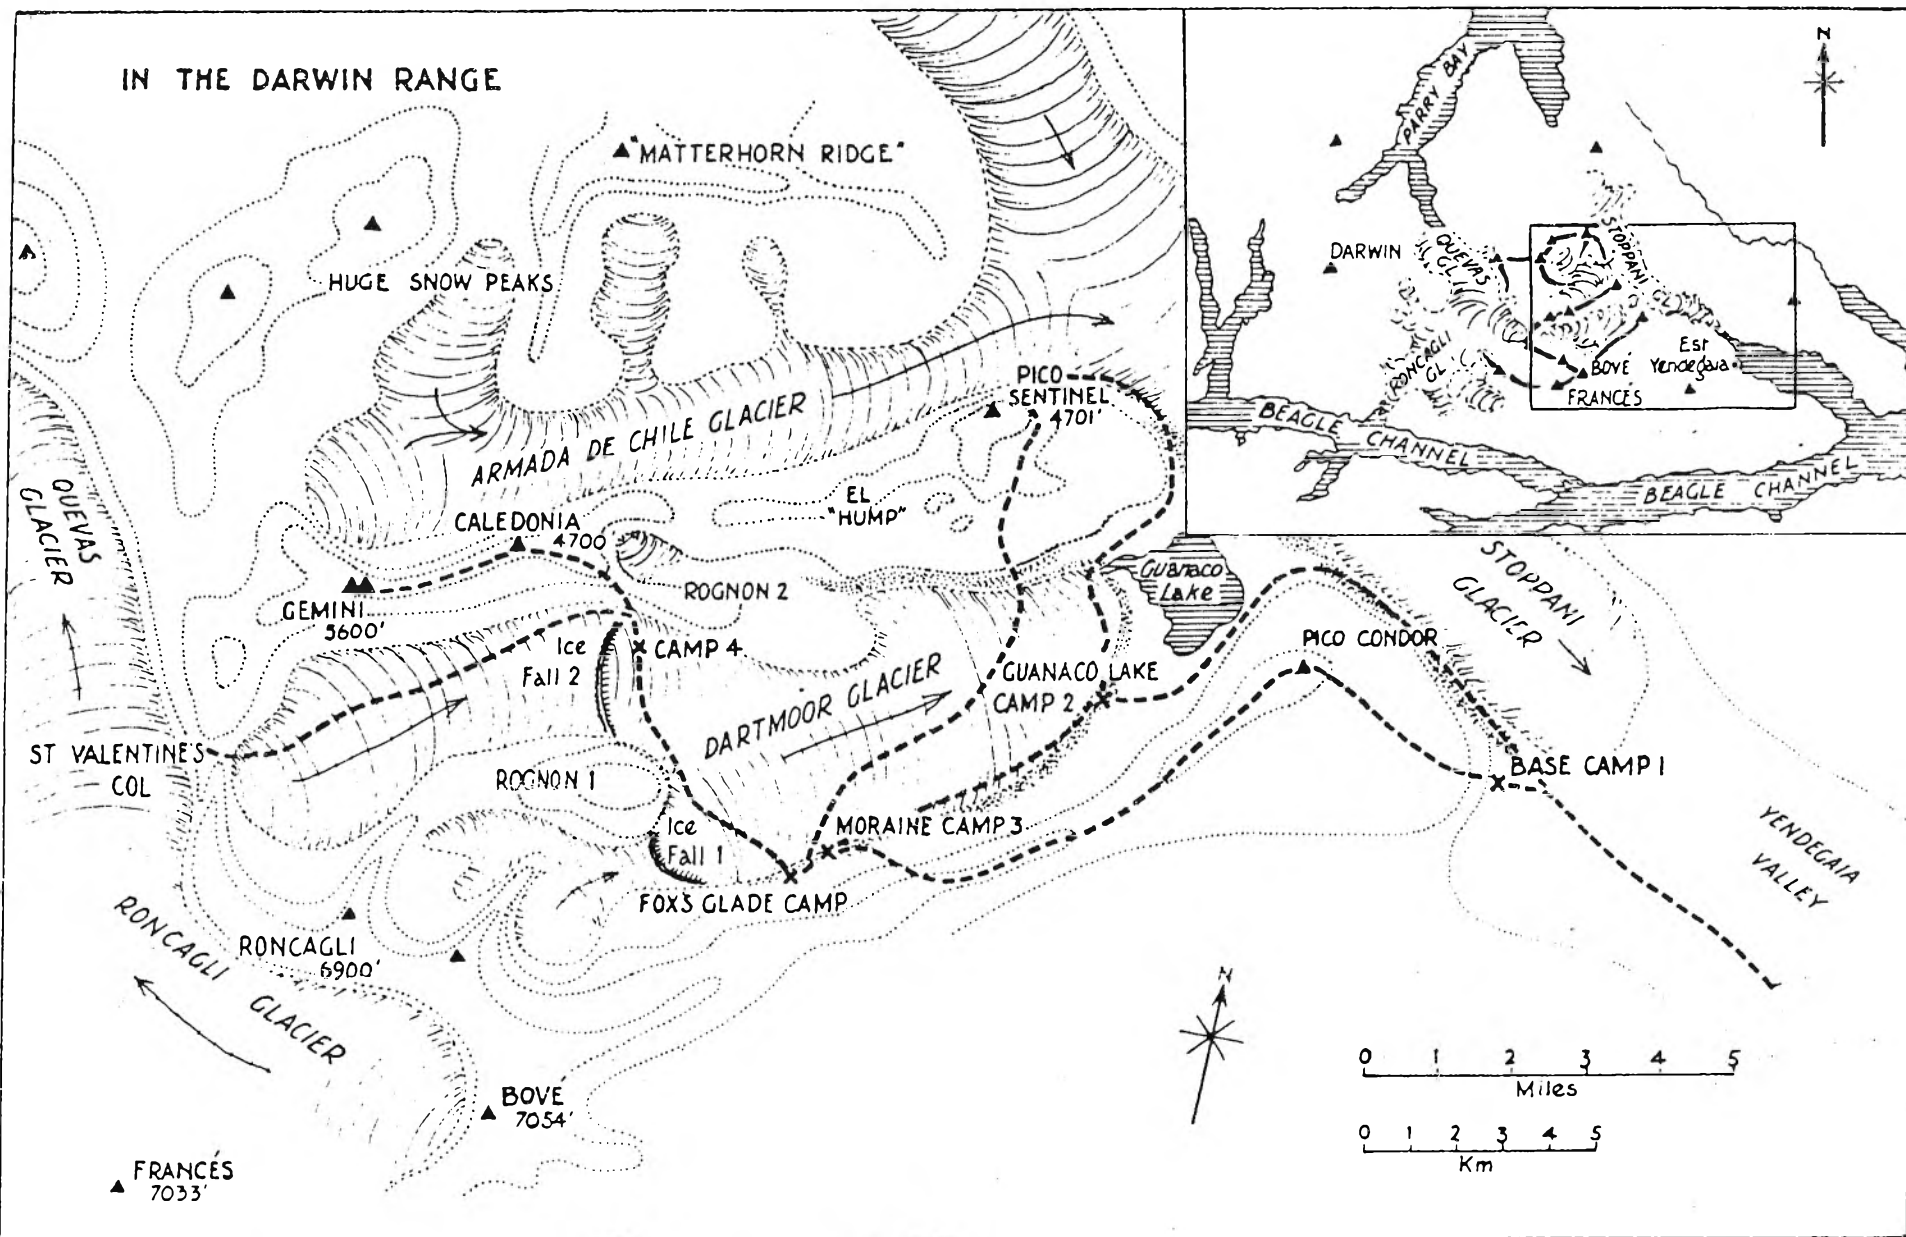 IN THE DARWIN RANGE
"MATTERHORN RIDGE"
HUGE SNOW PEAKS
ARMADA DE CHILE GLACIER
PICO
SENTINEL
4701'
EL
"HUMP"
QUEVAS
GLACIER
CALEDONIA
4700
GEMINI
5600'
ROGNON 2
Ice
Fall 2
CAMP 4
DARTMOOR GLACIER
Guanaco
Lake
GUANACO LAKE
CAMP 2
PICO CONDOR
STOPPANI
GLACIER
ST VALENTINES
COL
ROGNON 1
Ice
Fall 1
MORAINE CAMP 3
FOXS GLADE CAMP
BASE CAMP 1
YENDEGAIA
VALLEY
RONCAGLI
6900'
RONCAGLI GLACIER
BOVE
7054'
FRANCÉS
7033'
N
0 1 2 3 4 5
Miles
0 1 2 3 4 5
Km
N
PARRY BAY
DARWIN
QUEVAS
GL
STOPPANI GL
RONCAGLI
GL
BOVÉ
FRANCÉS
Est
Yendegaia
BEAGLE CHANNEL
BEAGLE CHANNEL